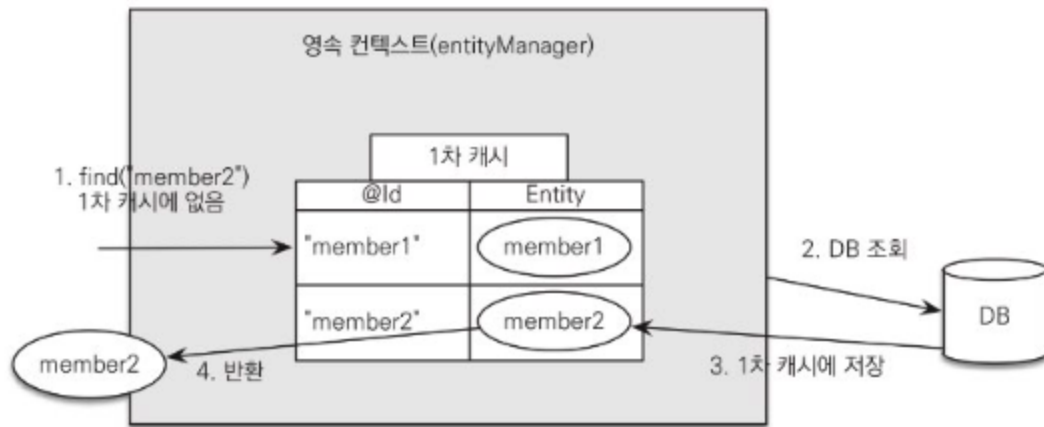 영속 컨텍스트(entityManager)
1차 캐시
1. find("member2")
1차 캐시에 없음
@Id Entity
"member1" member1
2. DB 조회
"member2" member2
DB
member2
4. 반환
3. 1차 캐시에 저장